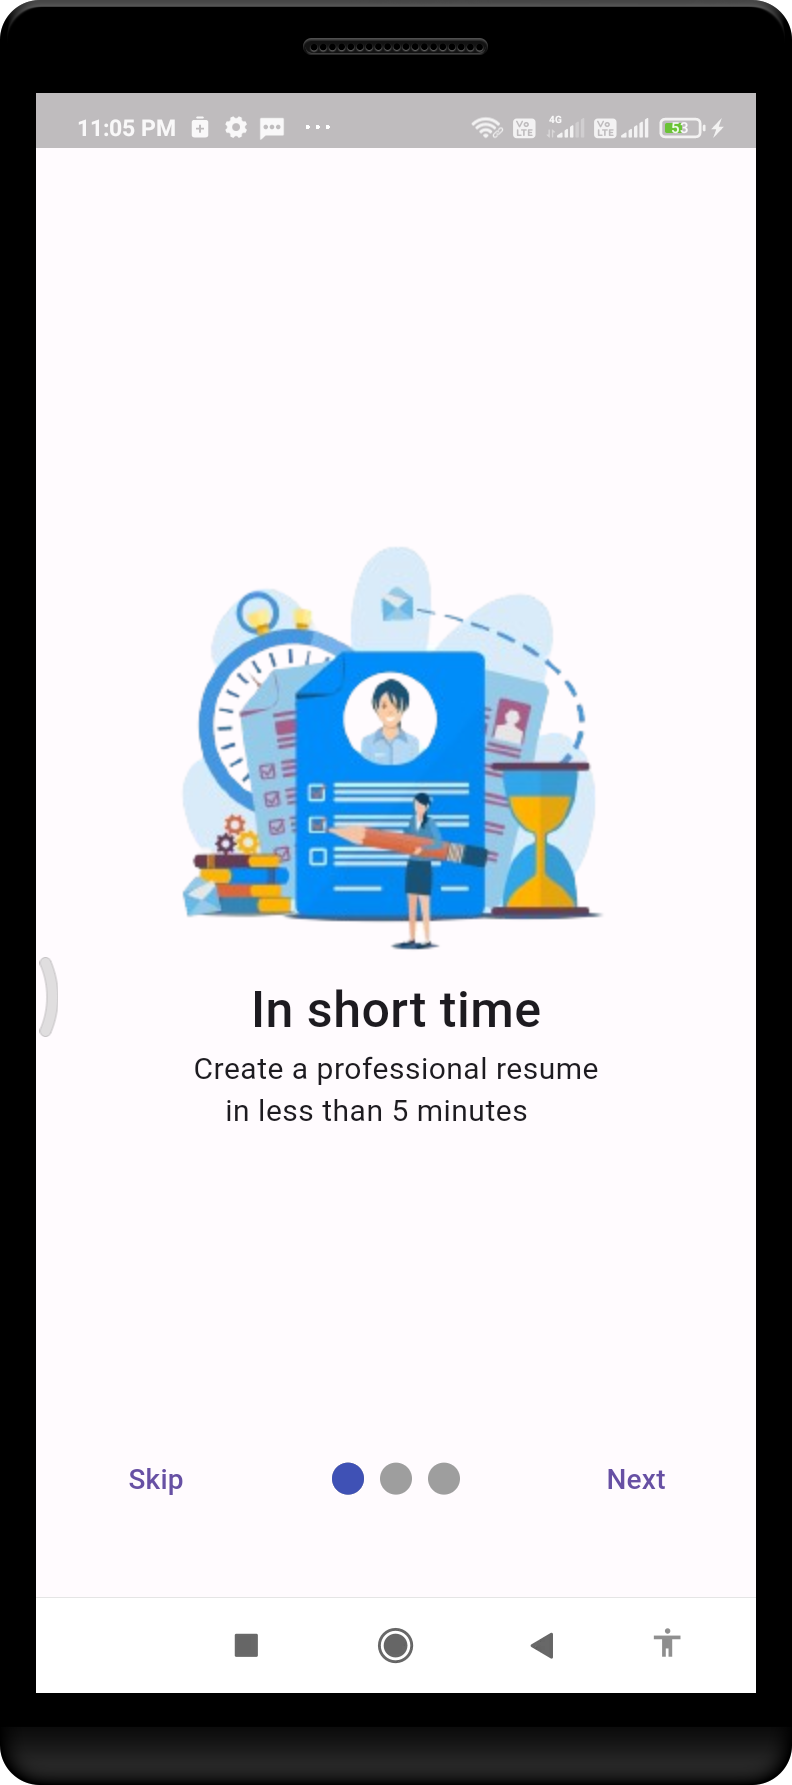 11:05 PM Vo LTE 4G Vo LTE 53
In short time
Create a professional resume
in less than 5 minutes
Skip Next